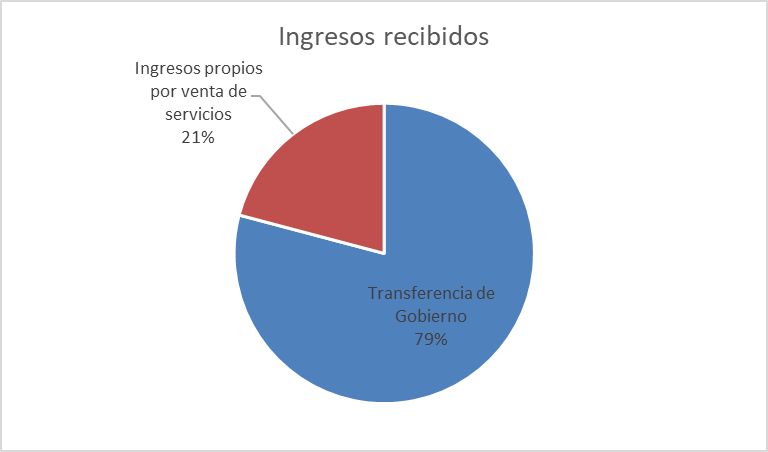 Ingresos recibidos
Ingresos propios
por venta de
servicios
21%
Transferencia de
Gobierno
79%